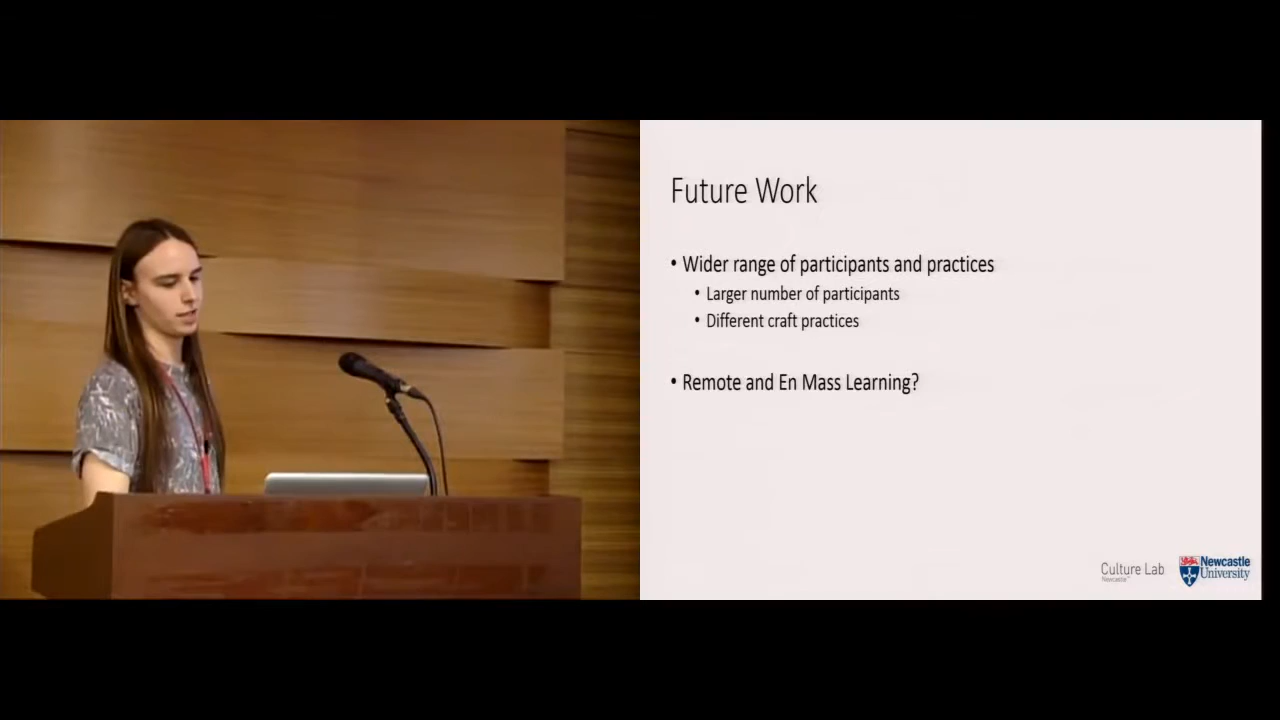 Future Work
• Wider range of participants and practices
• Larger number of participants
• Different craft practices
• Remote and En Mass Learning?
Culture Lab
Newcastle
Newcastle
University